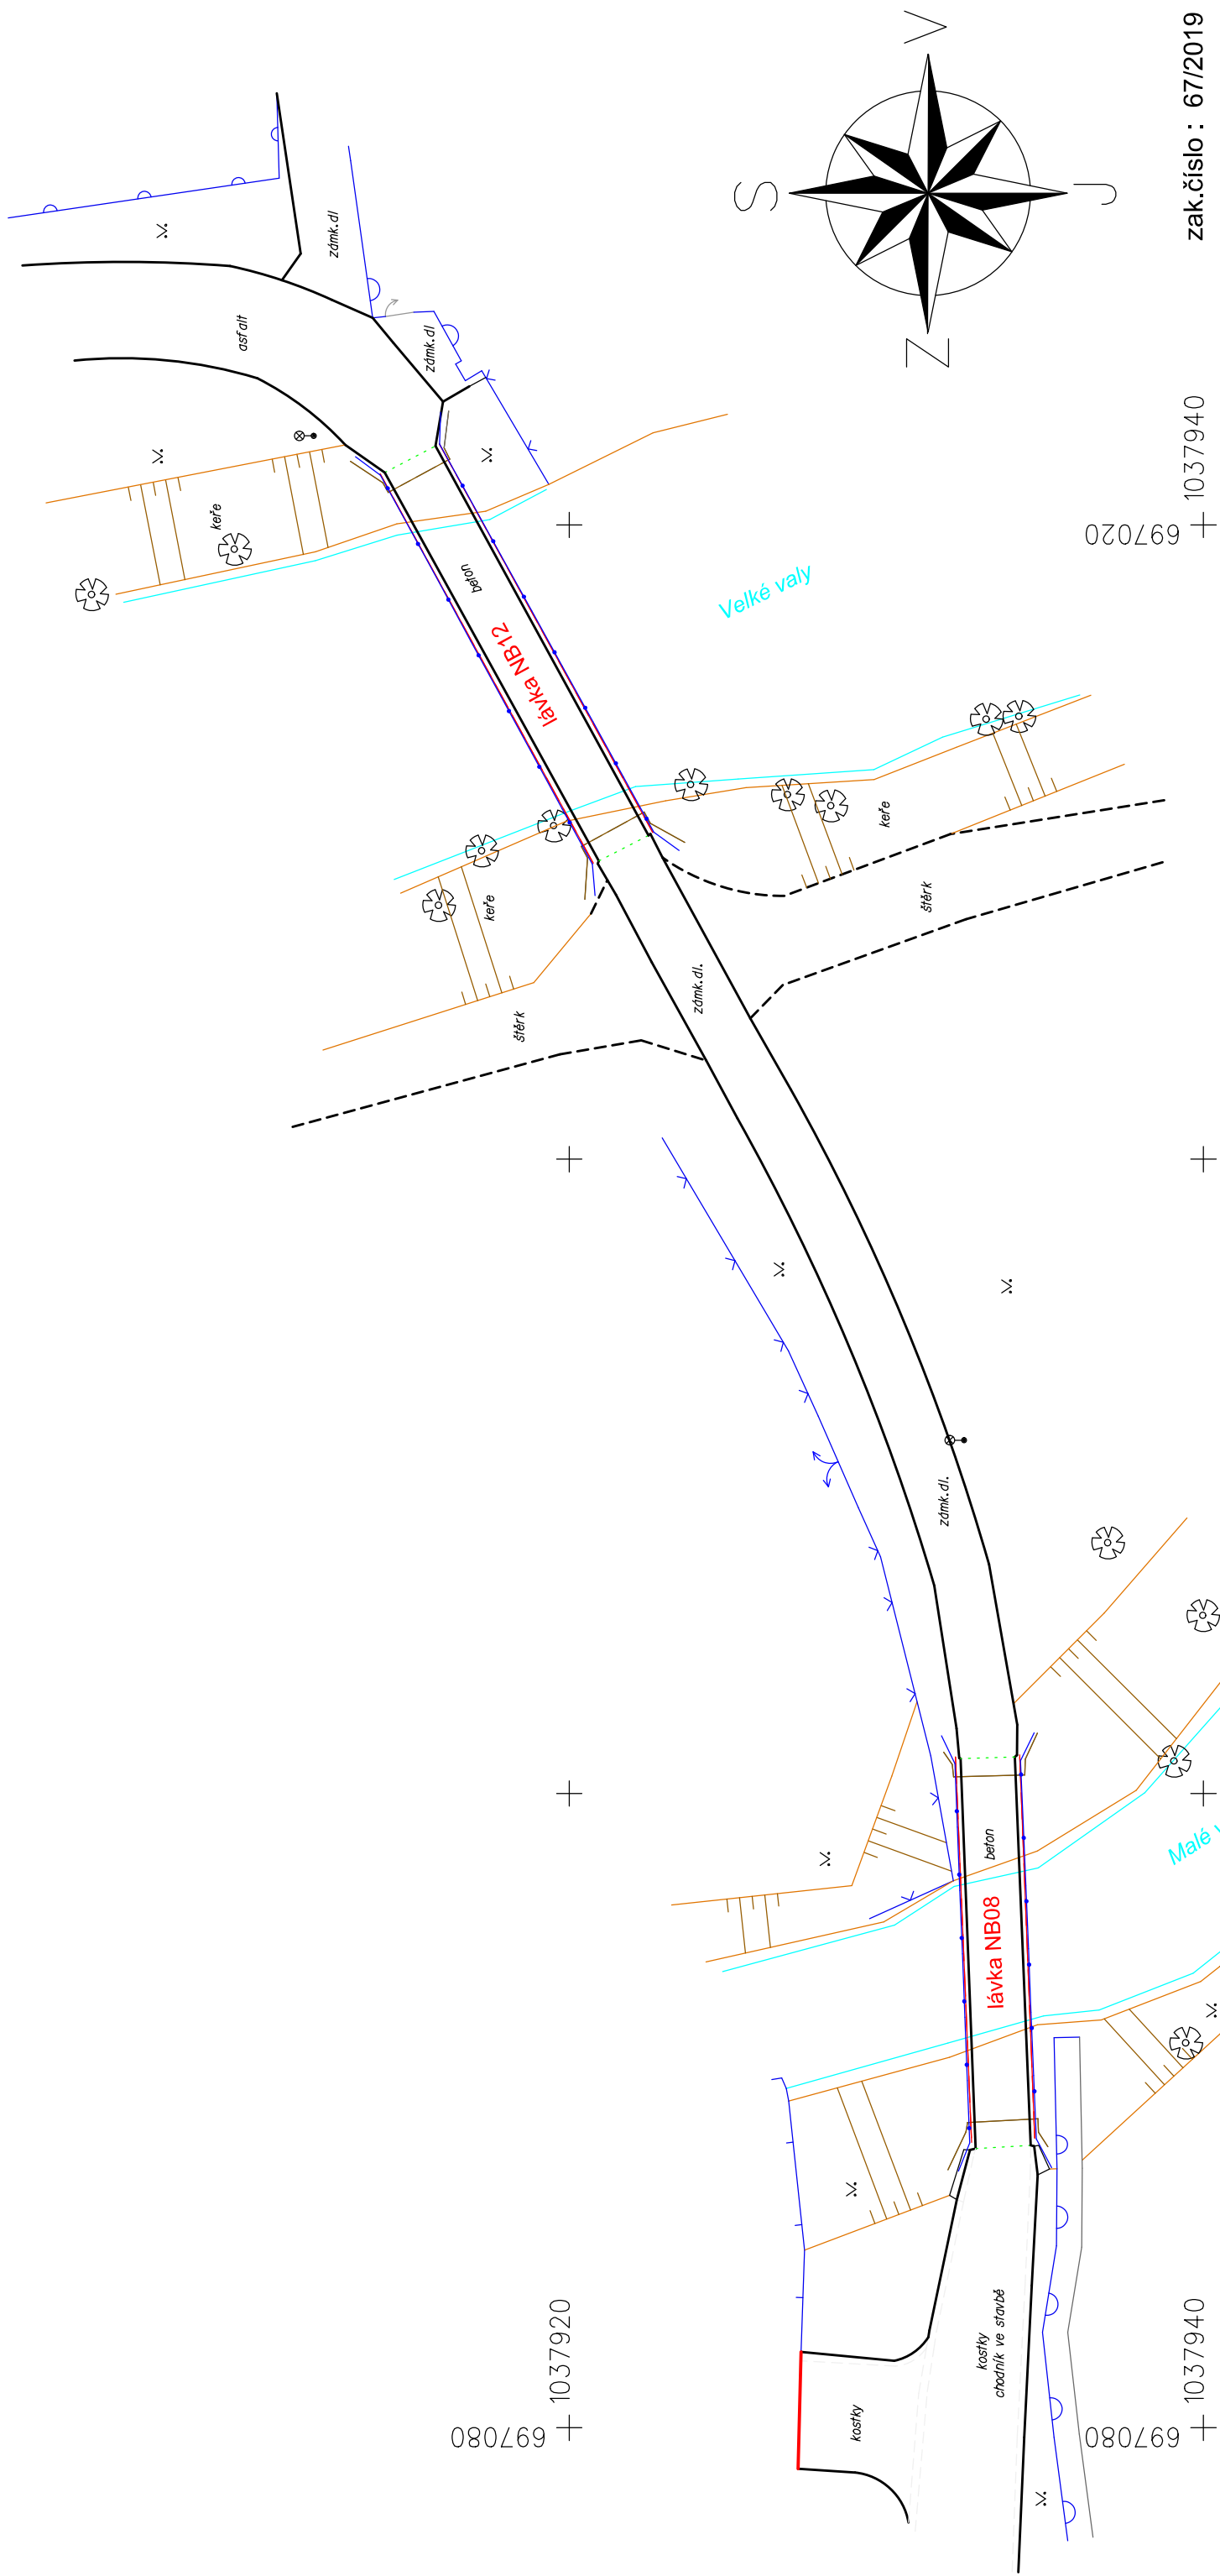 S
V
J
Z
zak.číslo : 67/2019
zámk.dl
asfalt
zámk.dl
keře
beton
lávka NB12
Velké valy
697020
1037940
keře
keře
štěrk
štěrk
zámk.dl.
zámk.dl.
beton
lávka NB08
Malé
kostky
chodník ve stavbě
kostky
697080
1037920
697080
1037940